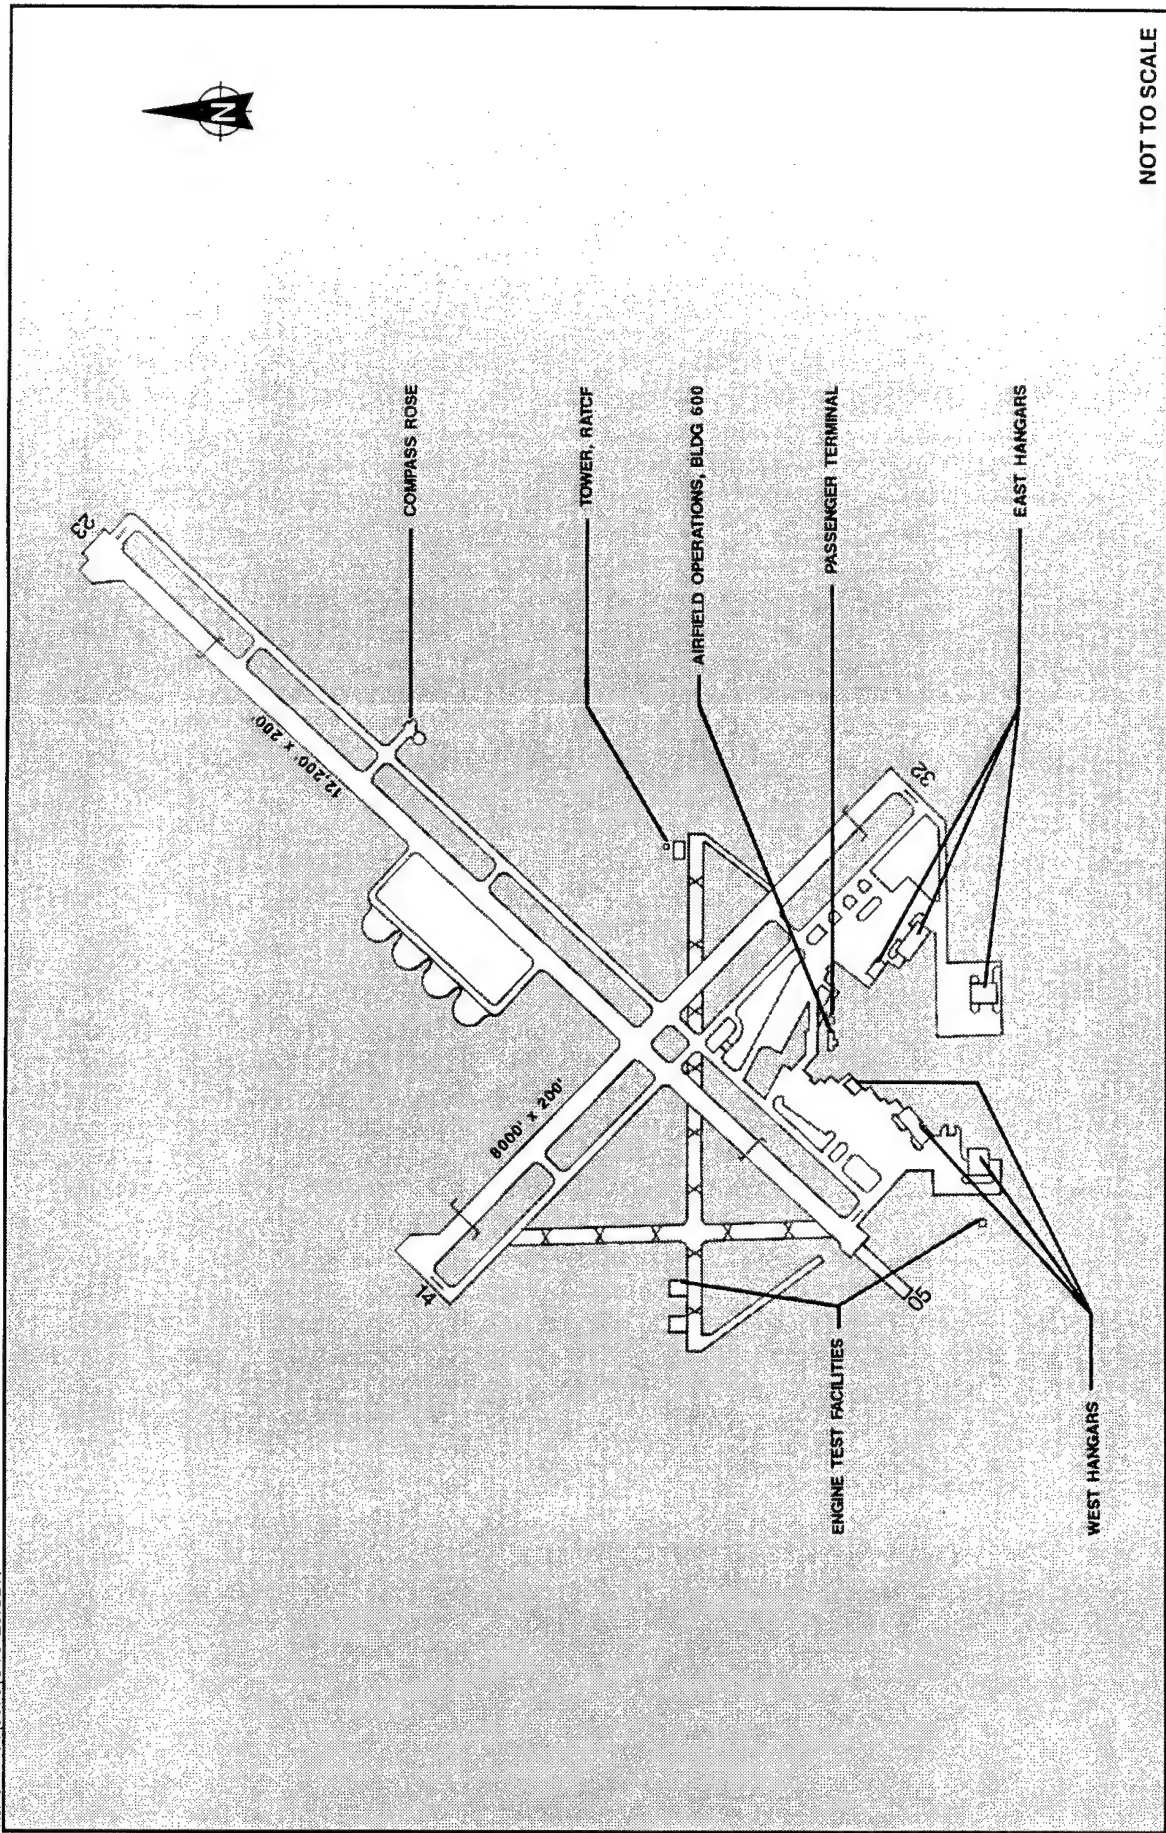 N
23
COMPASS ROSE
12,200' X 200'
TOWER, RATCF
AIRFIELD OPERATIONS, BLDG 600
PASSENGER TERMINAL
32
EAST HANGARS
8000' X 200'
14
05
ENGINE TEST FACILITIES
WEST HANGARS
NOT TO SCALE